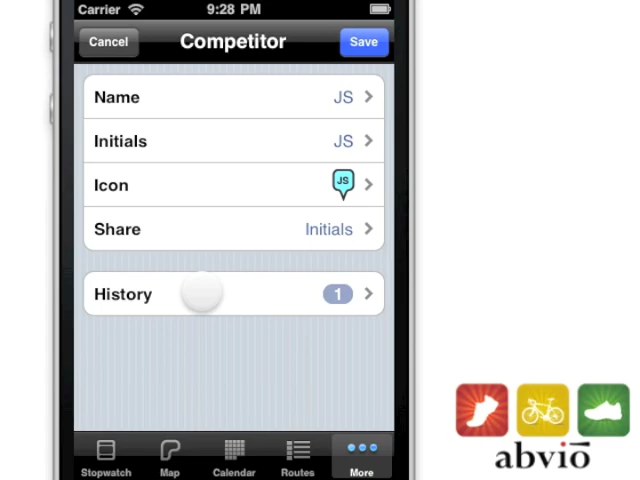 Carrier 9:28 PM
Cancel Competitor Save
Name JS
Initials JS
Icon JS
Share Initials
History 1
Stopwatch Map Calendar Routes More
abvio